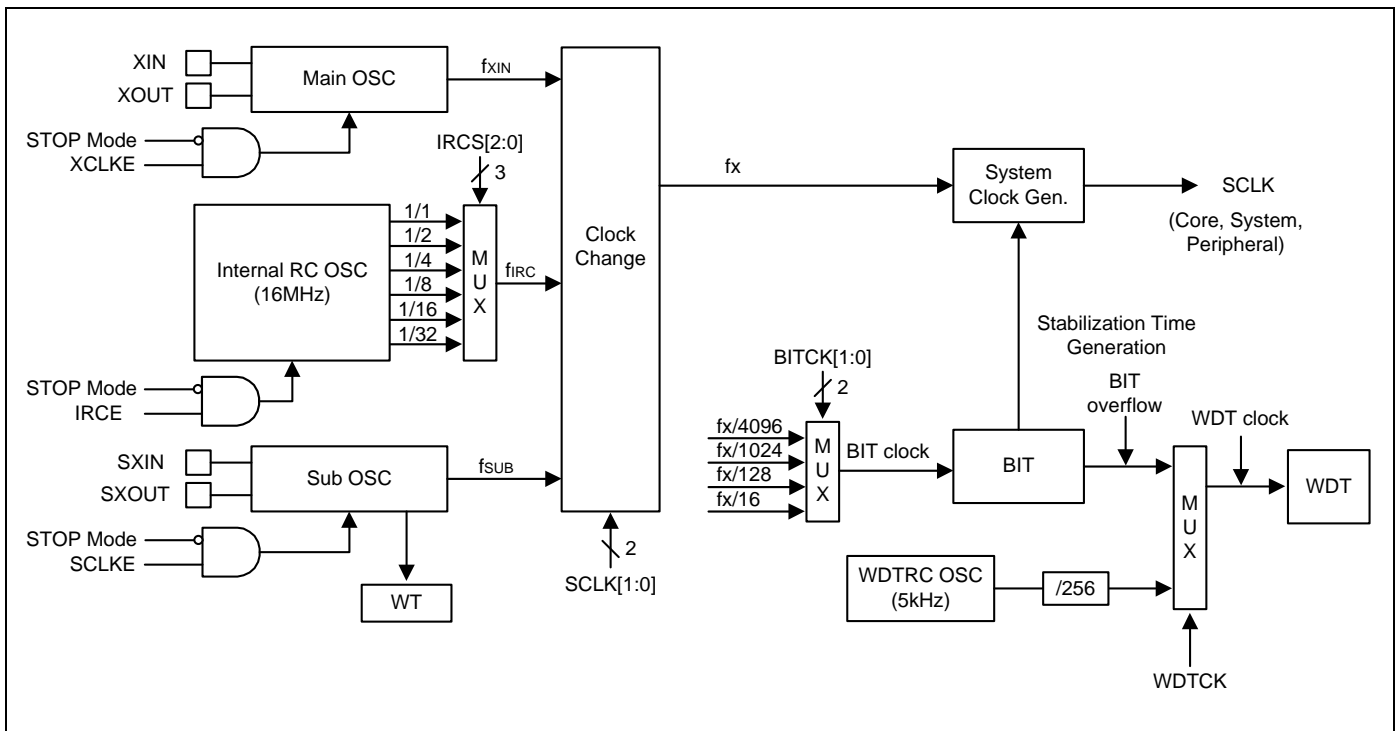 XIN
XOUT
Main OSC
fXIN
STOP Mode
XCLKE
IRCS[2:0]
3
Internal RC OSC
(16MHz)
1/1
1/2
1/4
1/8
1/16
1/32
M
U
X
fIRC
STOP Mode
IRCE
SXIN
SXOUT
Sub OSC
fSUB
STOP Mode
SCLKE
WT
Clock
Change
2
SCLK[1:0]
fx
System
Clock Gen.
SCLK
(Core, System,
Peripheral)
Stabilization Time
Generation
BITCK[1:0]
2
fx/4096
fx/1024
fx/128
fx/16
M
U
X
BIT clock
BIT
BIT
overflow
WDT clock
M
U
X
WDT
WDTRC OSC
(5kHz)
/256
WDTCK